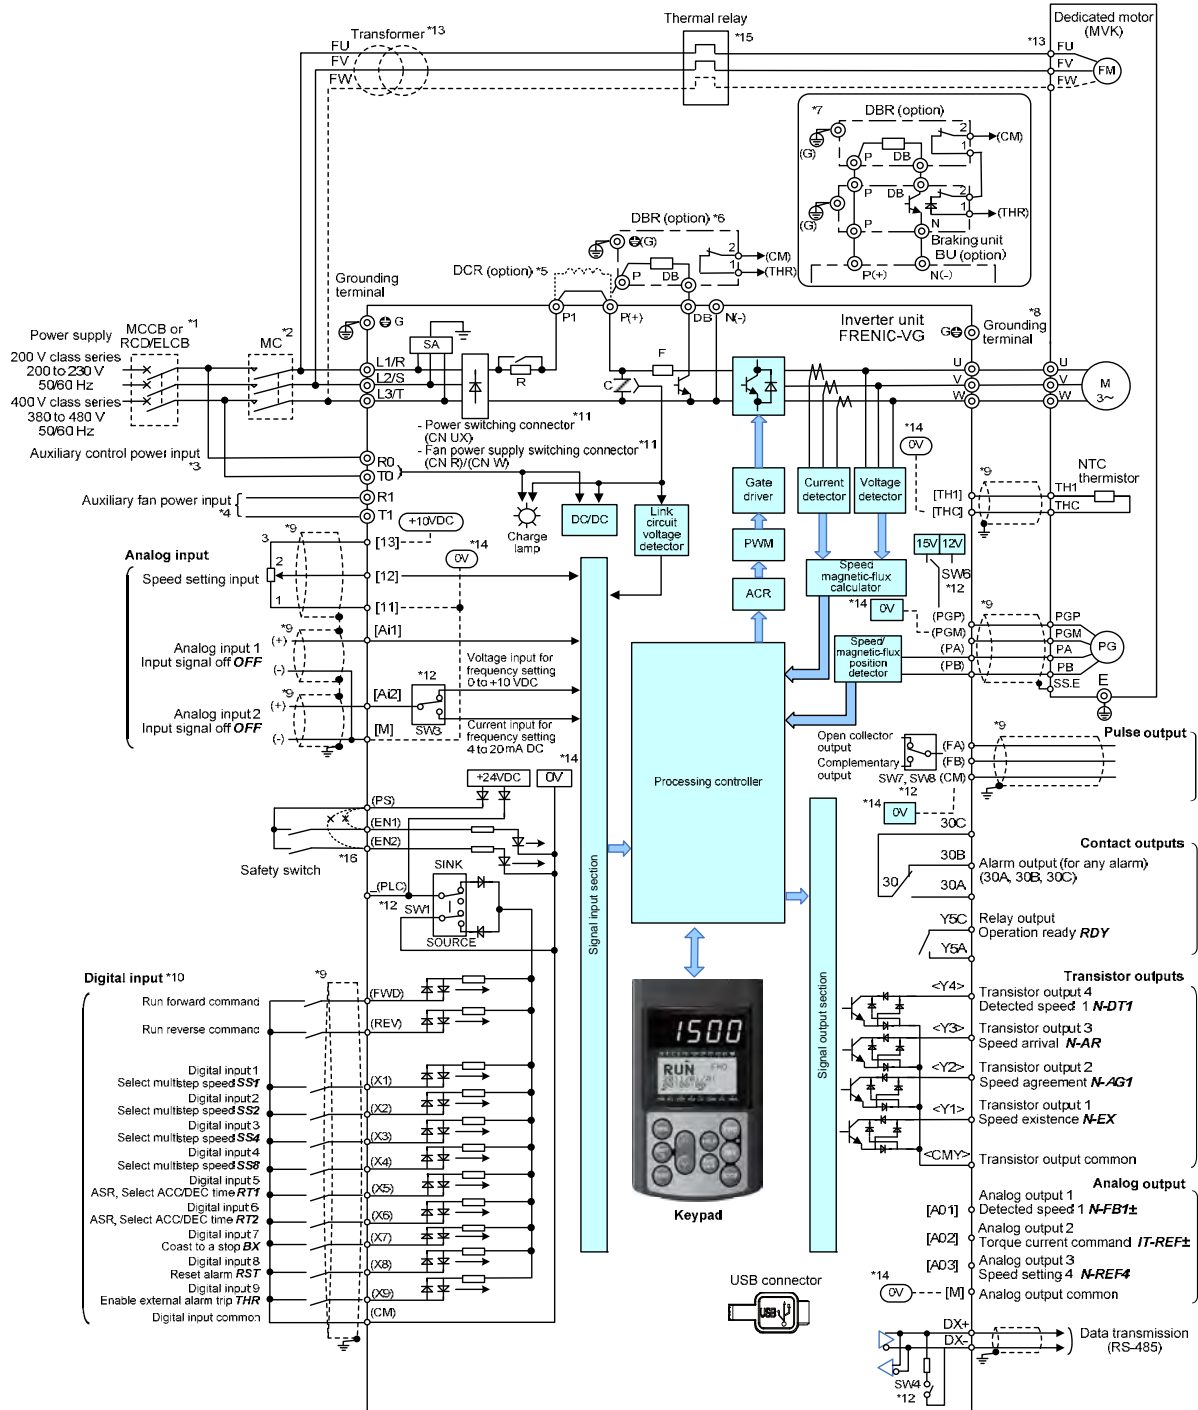 Transformer *13
FU
FV
FW
Thermal relay
*15
*13
Dedicated motor
(MVK)
FU
FV
FW
FM
*7
DBR (option)
(G)
P
DB
2
1
(CM)
(G)
P
DB
2
1
(THR)
P
N
Braking unit
BU (option)
P(+)
N(-)
DBR (option) *6
(G)
P
DB
2
1
(CM)
(THR)
DCR (option) *5
P1
P(+)
DB
N(-)
Grounding
terminal
G
Inverter unit
FRENIC-VG
*8
G
Grounding
terminal
Power supply
200 V class series
200 to 230 V
50/60 Hz
400 V class series
380 to 480 V
50/60 Hz
MCCB or
RCD/ELCB
*1
MC
*2
L1/R
L2/S
L3/T
SA
R
C
F
U
V
W
U
V
W
M
3~
- Power switching connector
(CN UX)
*11
- Fan power supply switching connector
(CN R)/(CN W)
*11
Auxiliary control power input
*3
R0
T0
Auxiliary fan power input
*4
R1
T1
Charge
lamp
DC/DC
Link
circuit
voltage
detector
Gate
driver
PWM
ACR
Current
detector
Voltage
detector
Speed
magnetic-flux
calculator
Speed/
magnetic-flux
position
detector
*14
0V
*9
[TH1]
[THC]
TH1
THC
NTC
thermistor
15V
12V
SW6
*12
*14
0V
*9
(PGP)
(PGM)
(PA)
(PB)
PGP
PGM
PA
PB
SS.E
PG
E
Analog input
Speed setting input
3
2
1
*9
[13]
+10VDC
*14
0V
[12]
[11]
Analog input 1
Input signal off OFF
(+)
(-)
*9
[Ai1]
Analog input 2
Input signal off OFF
(+)
(-)
*9
[Ai2]
[M]
*12
SW3
Voltage input for
frequency setting
0 to +10 VDC
Current input for
frequency setting
4 to 20 mA DC
Signal input section
Processing controller
Signal output section
Open collector
output
Complementary
output
SW7, SW8
*12
(FA)
(FB)
(CM)
*9
*14
0V
Pulse output
+24VDC
0V
*14
(PS)
(EN1)
(EN2)
Safety switch
*16
(PLC)
*12
SW1
SINK
SOURCE
30C
30B
30
30A
Contact outputs
Alarm output (for any alarm)
(30A, 30B, 30C)
Y5C
Y5A
Relay output
Operation ready RDY
Digital input *10
*9
Run forward command
(FWD)
Run reverse command
(REV)
Digital input 1
Select multistep speed SS1
(X1)
Digital input 2
Select multistep speed SS2
(X2)
Digital input 3
Select multistep speed SS4
(X3)
Digital input 4
Select multistep speed SS8
(X4)
Digital input 5
ASR, Select ACC/DEC time RT1
(X5)
Digital input 6
ASR, Select ACC/DEC time RT2
(X6)
Digital input 7
Coast to a stop BX
(X7)
Digital input 8
Reset alarm RST
(X8)
Digital input 9
Enable external alarm trip THR
(X9)
Digital input common
(CM)
1500
RUN
Keypad
USB connector
USB
Transistor outputs
<Y4>
Transistor output 4
Detected speed 1 N-DT1
<Y3>
Transistor output 3
Speed arrival N-AR
<Y2>
Transistor output 2
Speed agreement N-AG1
<Y1>
Transistor output 1
Speed existence N-EX
<CMY>
Transistor output common
Analog output
[AO1]
Analog output 1
Detected speed 1 N-FB1±
[AO2]
Analog output 2
Torque current command IT-REF±
[AO3]
Analog output 3
Speed setting 4 N-REF4
*14
0V
[M]
Analog output common
DX+
DX-
Data transmission
(RS-485)
SW4
*12